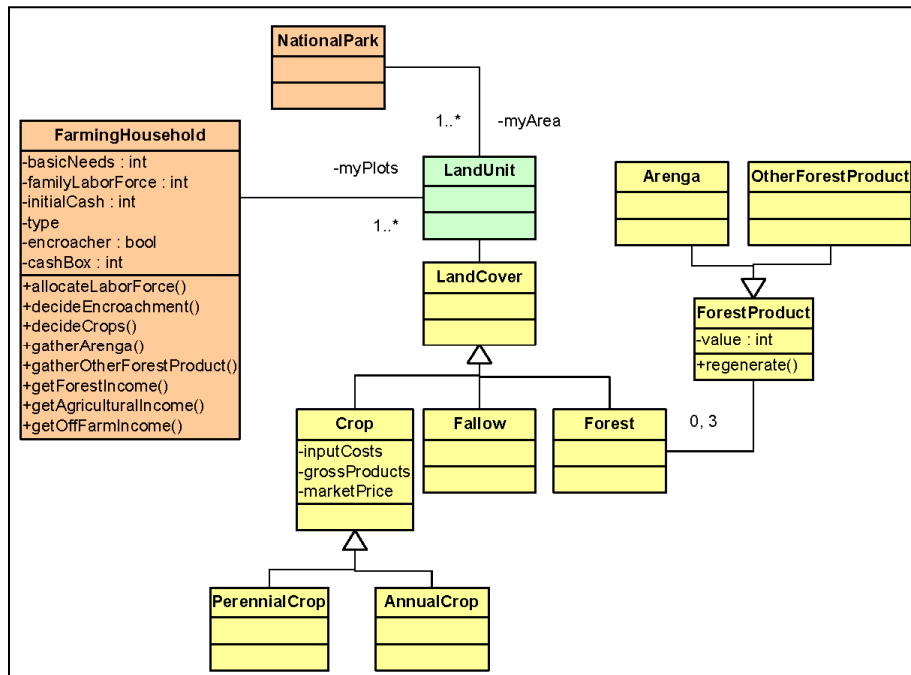 NationalPark
1..*
-myArea
FarmingHousehold
-basicNeeds : int
-familyLaborForce : int
-initialCash : int
-type
-encroacher : bool
-cashBox : int
+allocateLaborForce()
+decideEncroachment()
+decideCrops()
+gatherArenga()
+gatherOtherForestProduct()
+getForestIncome()
+getAgriculturalIncome()
+getOffFarmIncome()
-myPlots
1..*
LandUnit
Arenga
OtherForestProduct
LandCover
ForestProduct
-value : int
+regenerate()
Crop
-inputCosts
-grossProducts
-marketPrice
Fallow
Forest
0, 3
PerennialCrop
AnnualCrop